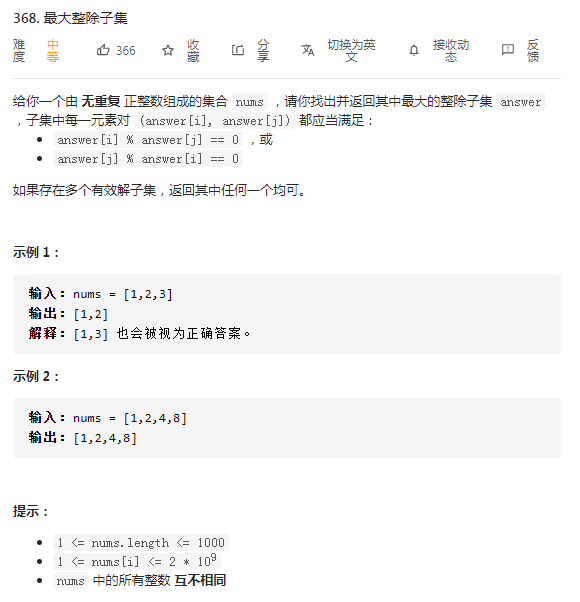 368. 最大整除子集
难度 中等 366 收藏 分享 切换为英文 接收动态 反馈
给你一个由 无重复 正整数组成的集合 nums ，请你找出并返回其中最大的整除子集 answer
，子集中每一元素对 (answer[i], answer[j]) 都应当满足：
• answer[i] % answer[j] == 0 ，或
• answer[j] % answer[i] == 0
如果存在多个有效解子集，返回其中任何一个均可。
示例 1：
输入：nums = [1,2,3]
输出：[1,2]
解释：[1,3] 也会被视为正确答案。
示例 2：
输入：nums = [1,2,4,8]
输出：[1,2,4,8]
提示：
• 1 <= nums.length <= 1000
• 1 <= nums[i] <= 2 * 10⁹
• nums 中的所有整数 互不相同